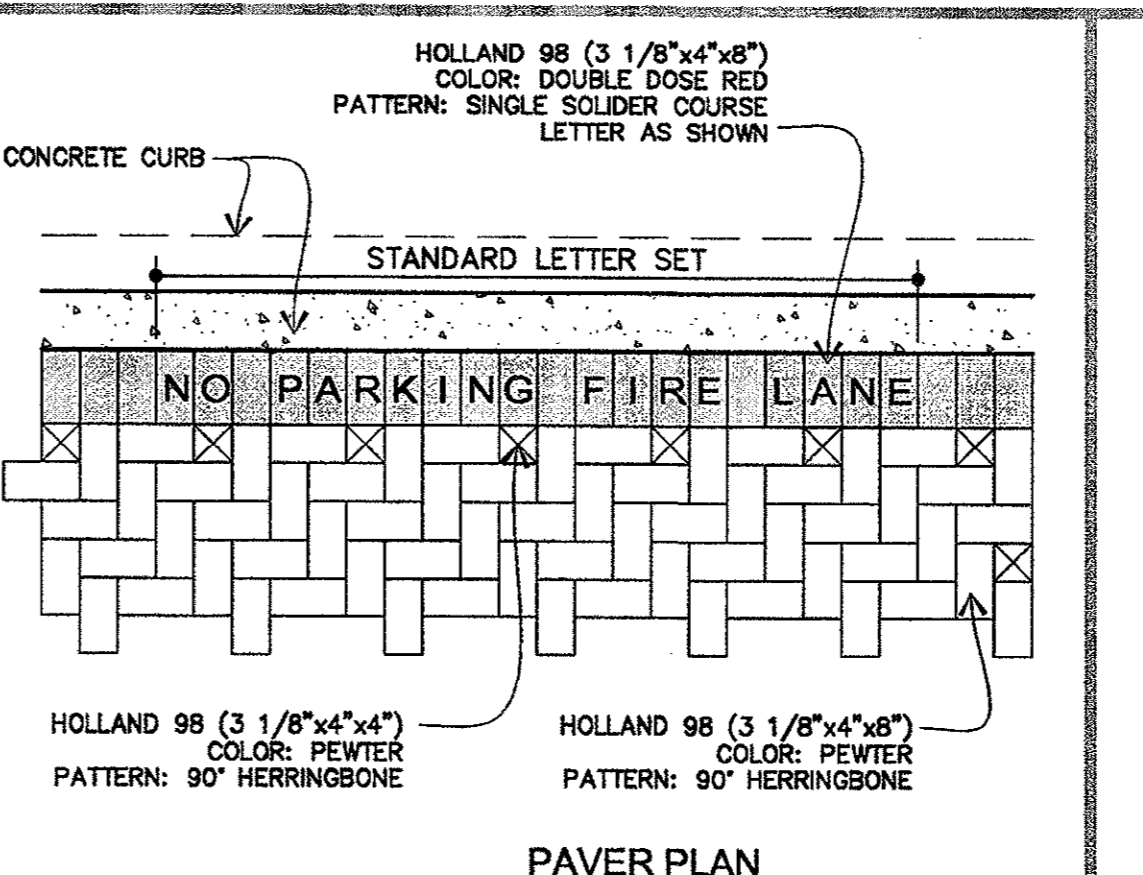 HOLLAND 98 (3 1/8"x4"x8")
COLOR: DOUBLE DOSE RED
PATTERN: SINGLE SOLIDER COURSE
LETTER AS SHOWN
CONCRETE CURB
STANDARD LETTER SET
NO PARKING FIRE LANE
HOLLAND 98 (3 1/8"x4"x4")
COLOR: PEWTER
PATTERN: 90° HERRINGBONE
HOLLAND 98 (3 1/8"x4"x8")
COLOR: PEWTER
PATTERN: 90° HERRINGBONE
PAVER PLAN